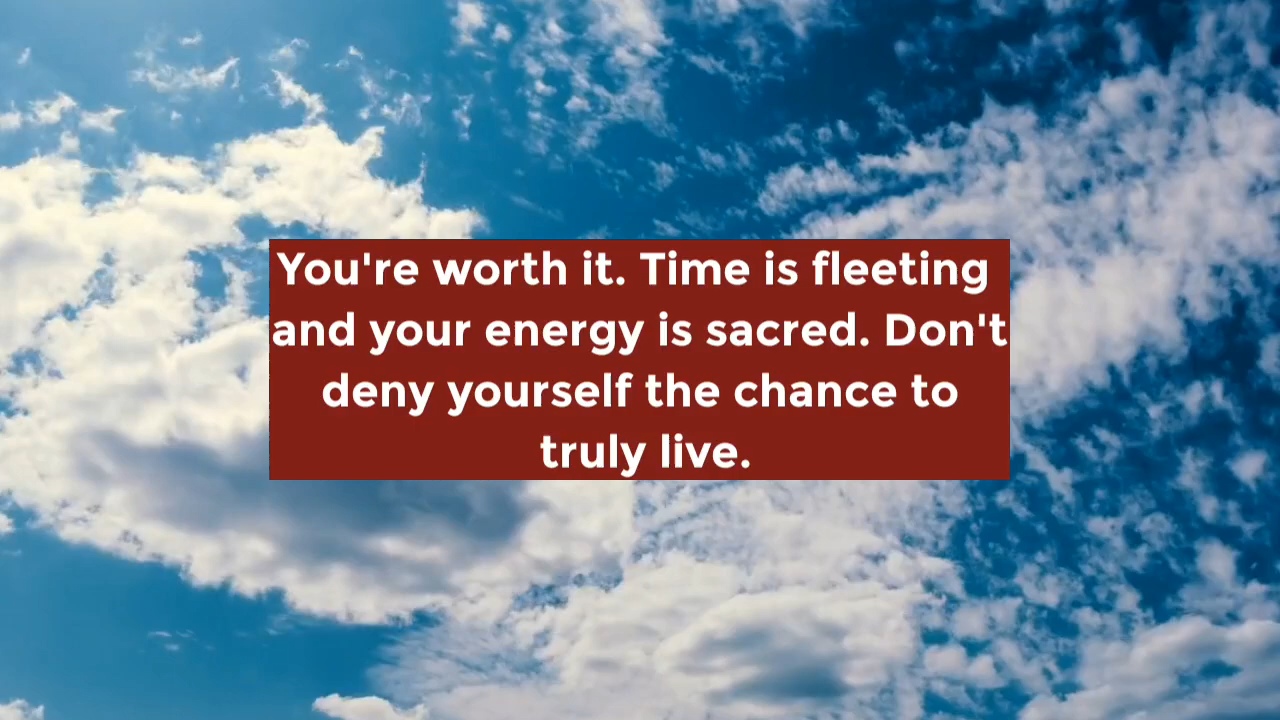 You're worth it. Time is fleeting
and your energy is sacred. Don't
deny yourself the chance to
truly live.